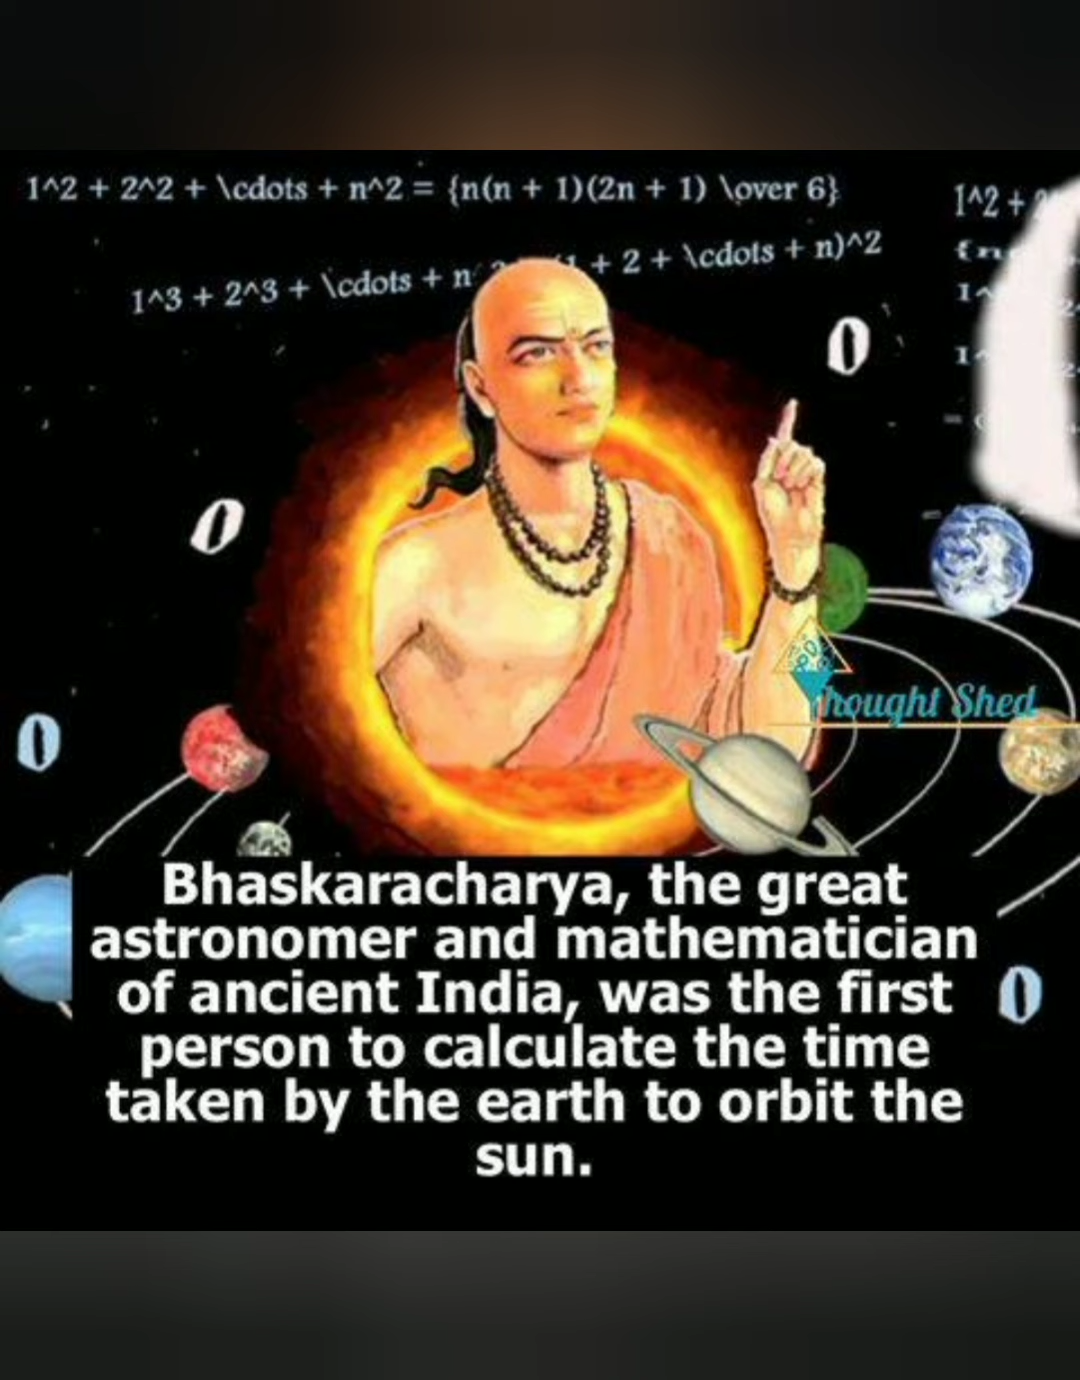 1^2 + 2^2 + \cdots + n^2 = {n(n + 1)(2n + 1) \over 6}
1^3 + 2^3 + \cdots + n + 2 + \cdots + n)^2
1^2 +
0
0
0
0
Thought Shed
Bhaskaracharya, the great
astronomer and mathematician
of ancient India, was the first
person to calculate the time
taken by the earth to orbit the
sun.